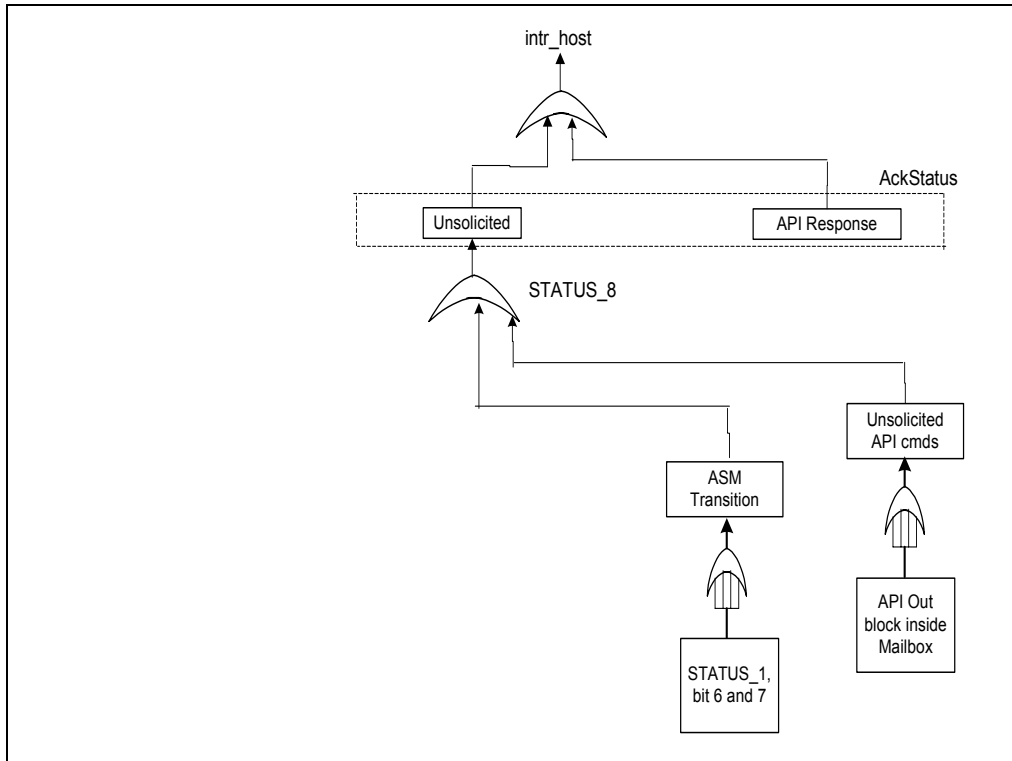 intr_host
AckStatus
Unsolicited
API Response
STATUS_8
Unsolicited
API cmds
ASM
Transition
API Out
block inside
Mailbox
STATUS_1,
bit 6 and 7